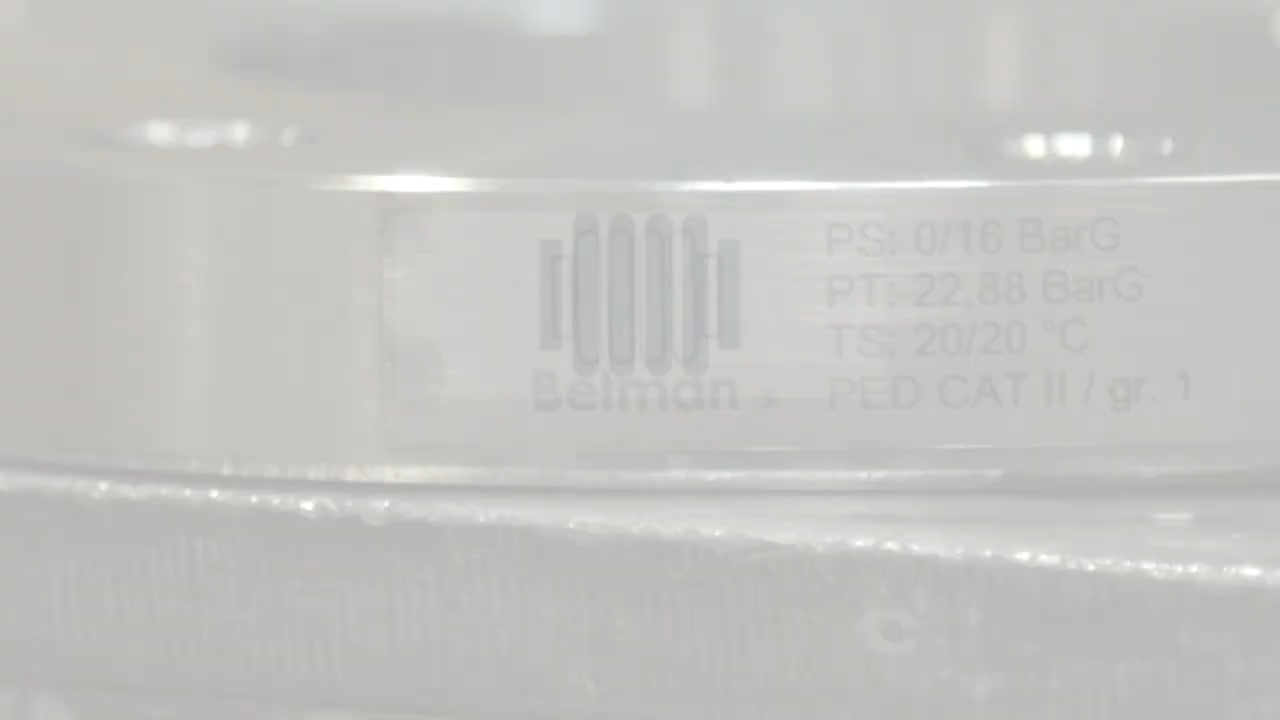 Belman
PS: 0/16 BarG
PT: 22,88 BarG
TS: 20/20 °C
PED CAT II / gr. 1